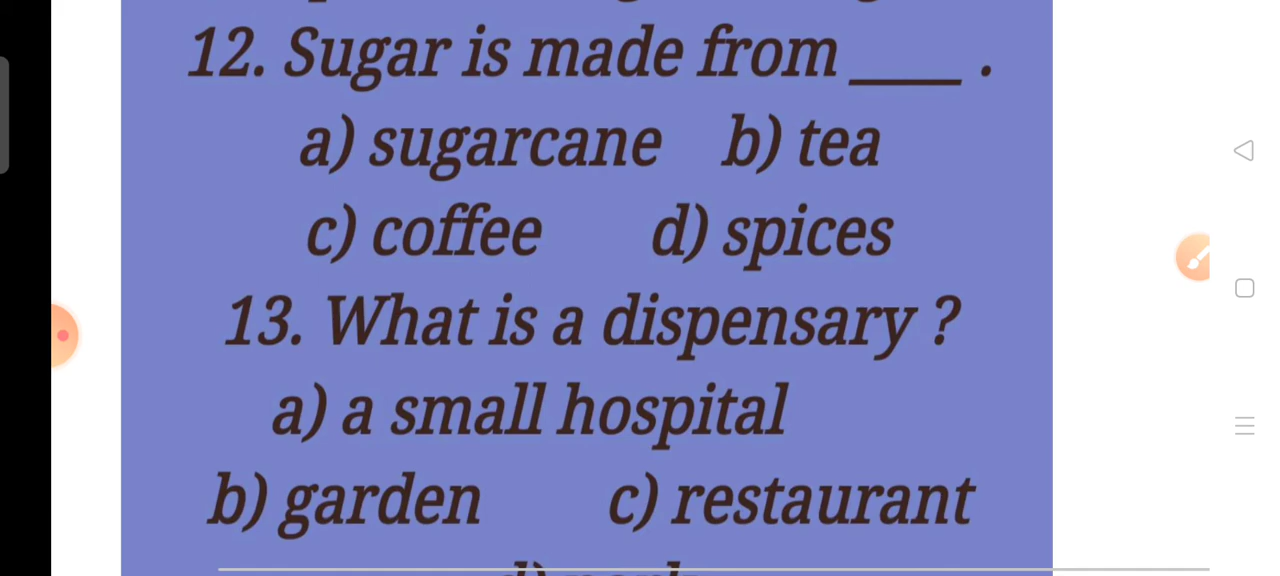 12. Sugar is made from ____ .
a) sugarcane b) tea
c) coffee d) spices
13. What is a dispensary ?
a) a small hospital
b) garden c) restaurant